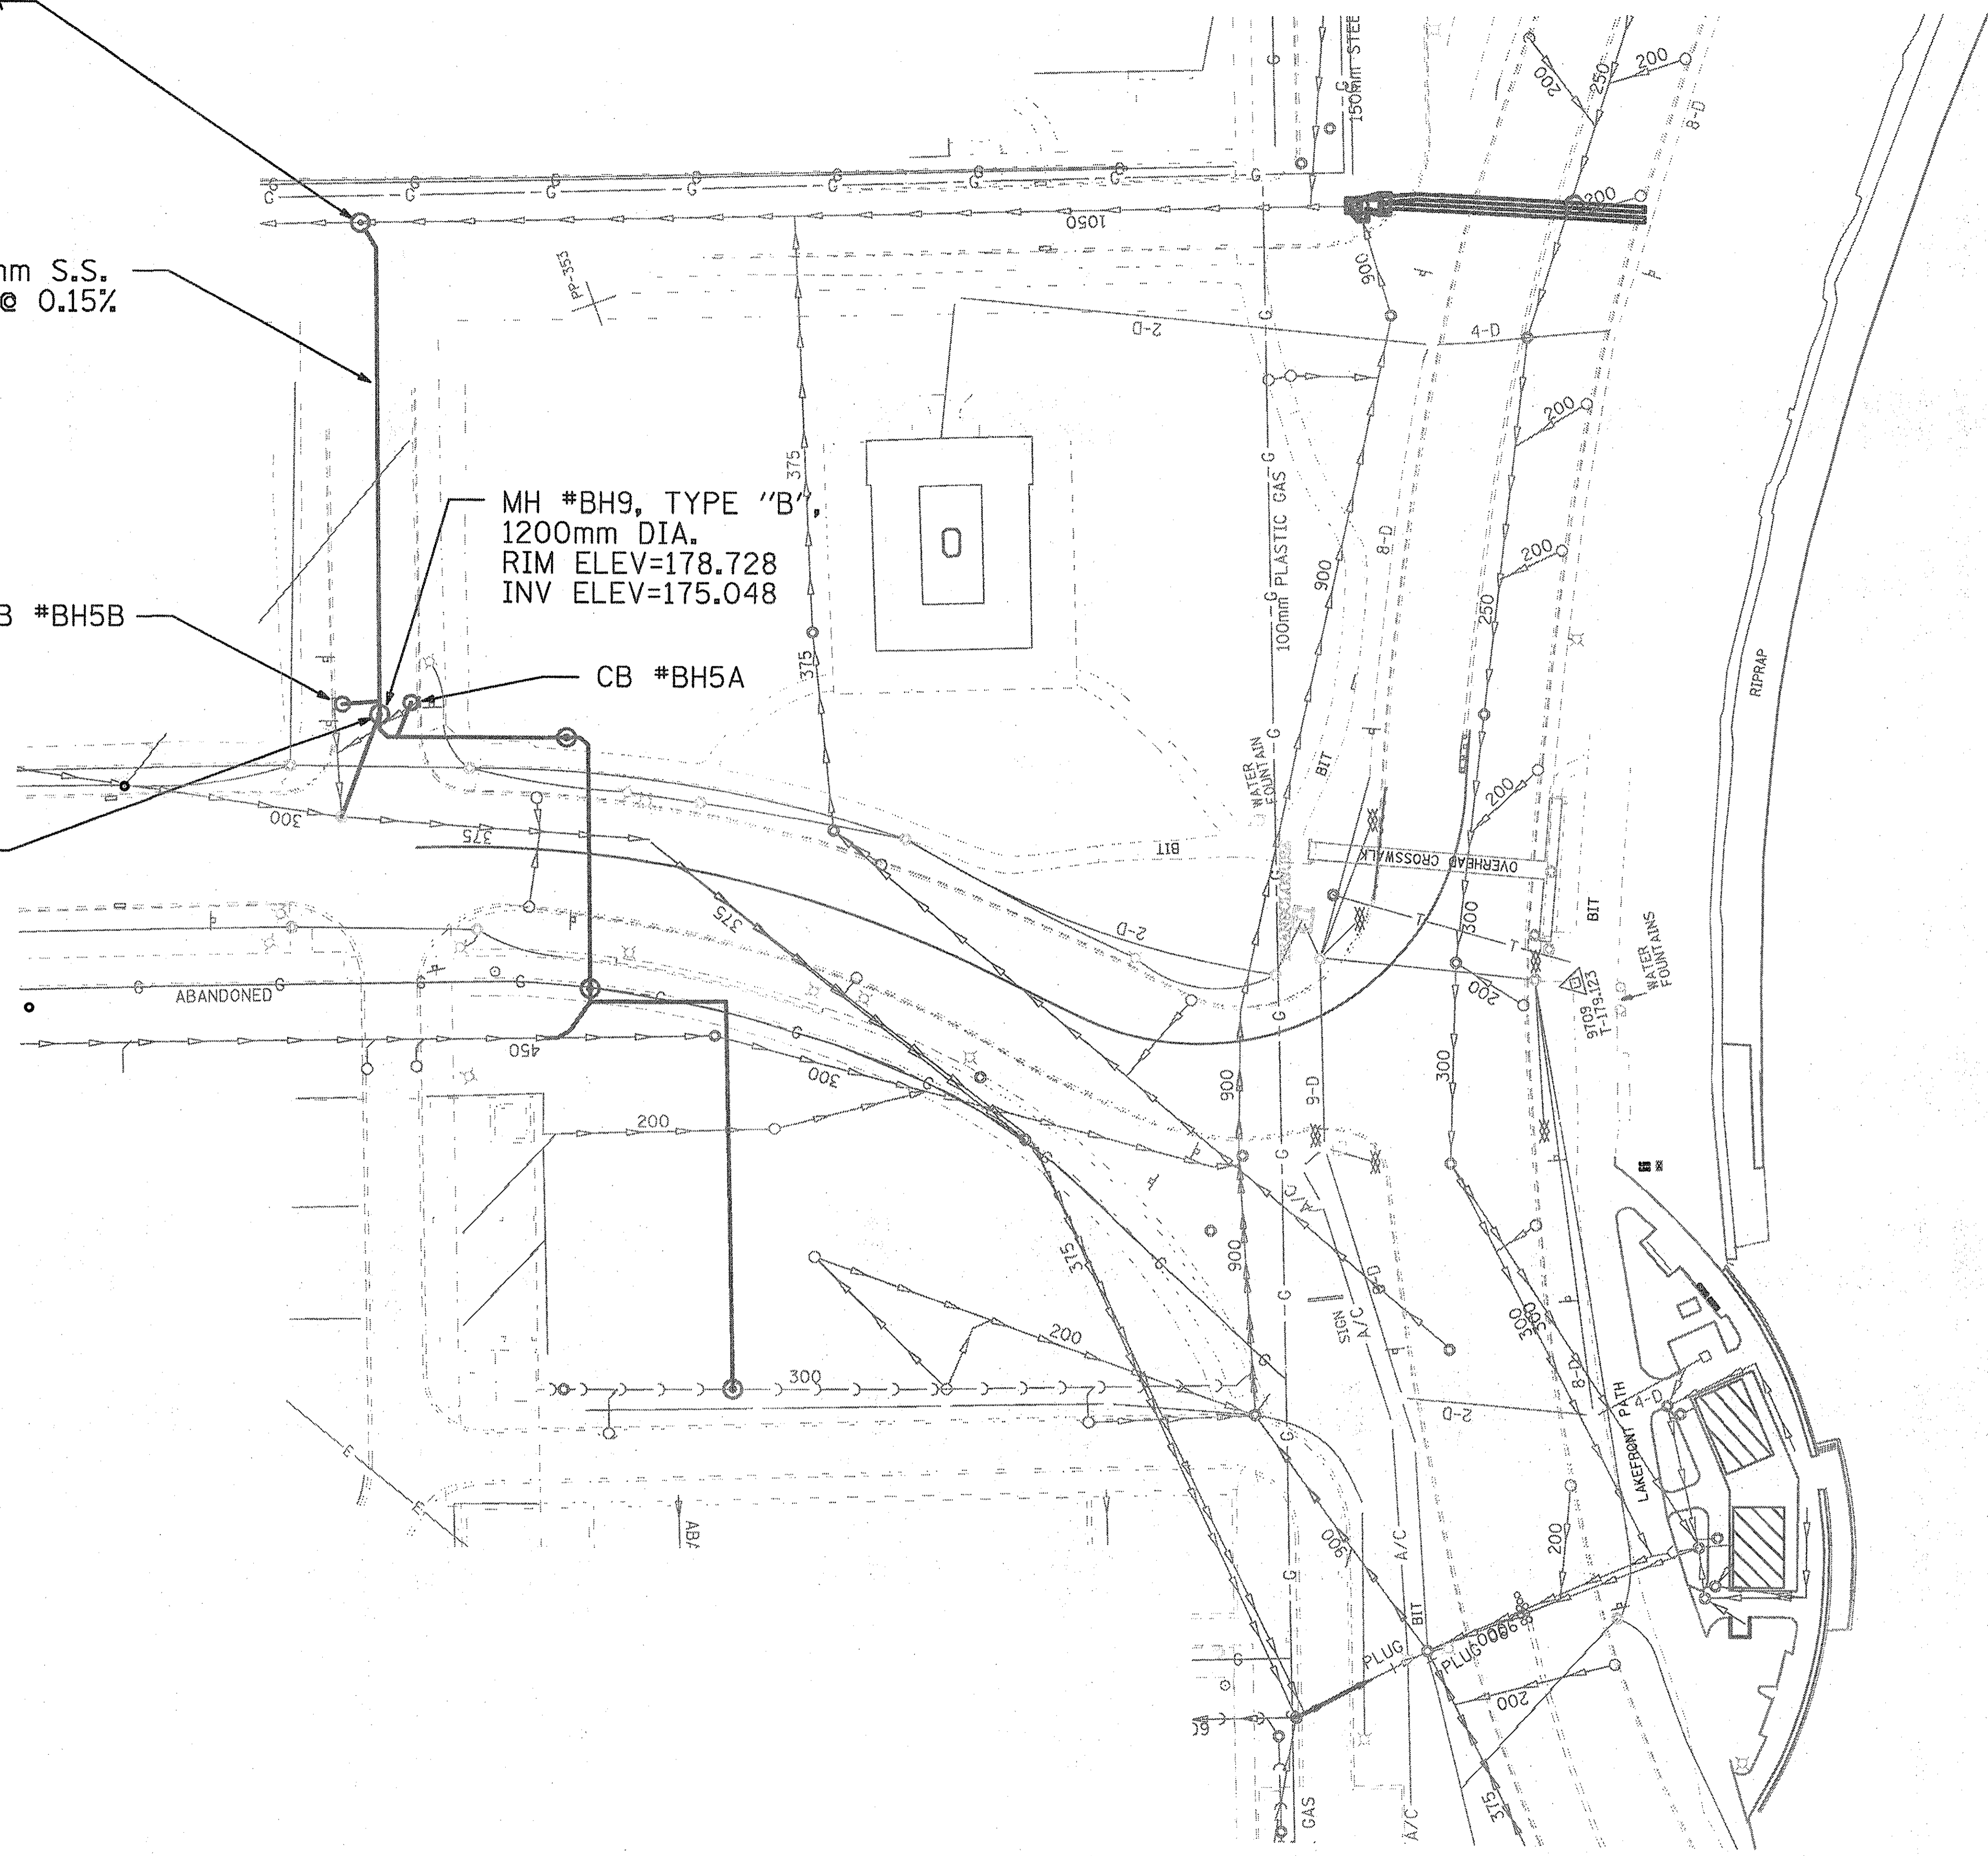 150mm STEE
200
250
200
8-D
200
1050
900
mm S.S.
@ 0.15%
PP-353
2-D
4-D
200
375
MH #BH9, TYPE "B",
1200mm DIA.
RIM ELEV=178.728
INV ELEV=175.048
100mm PLASTIC GAS
900
8-D
200
250
B #BH5B
375
CB #BH5A
RIPRAP
WATER
FOUNTAIN
BIT
200
300
375
BIT
OVERHEAD CROSSWALK
375
2-D
300
BIT
WATER
FOUNTAINS
200
9709
T-179.123
ABANDONED
450
300
900
9-D
300
200
A/C
375
900
SIGN
A/C
300
300
200
300
8-D
4-D
2-D
LAKEFRONT PATH
E
E
ABA
900
A/C
200
BIT
PLUG
PLUG
900
200
GAS
A/C
375